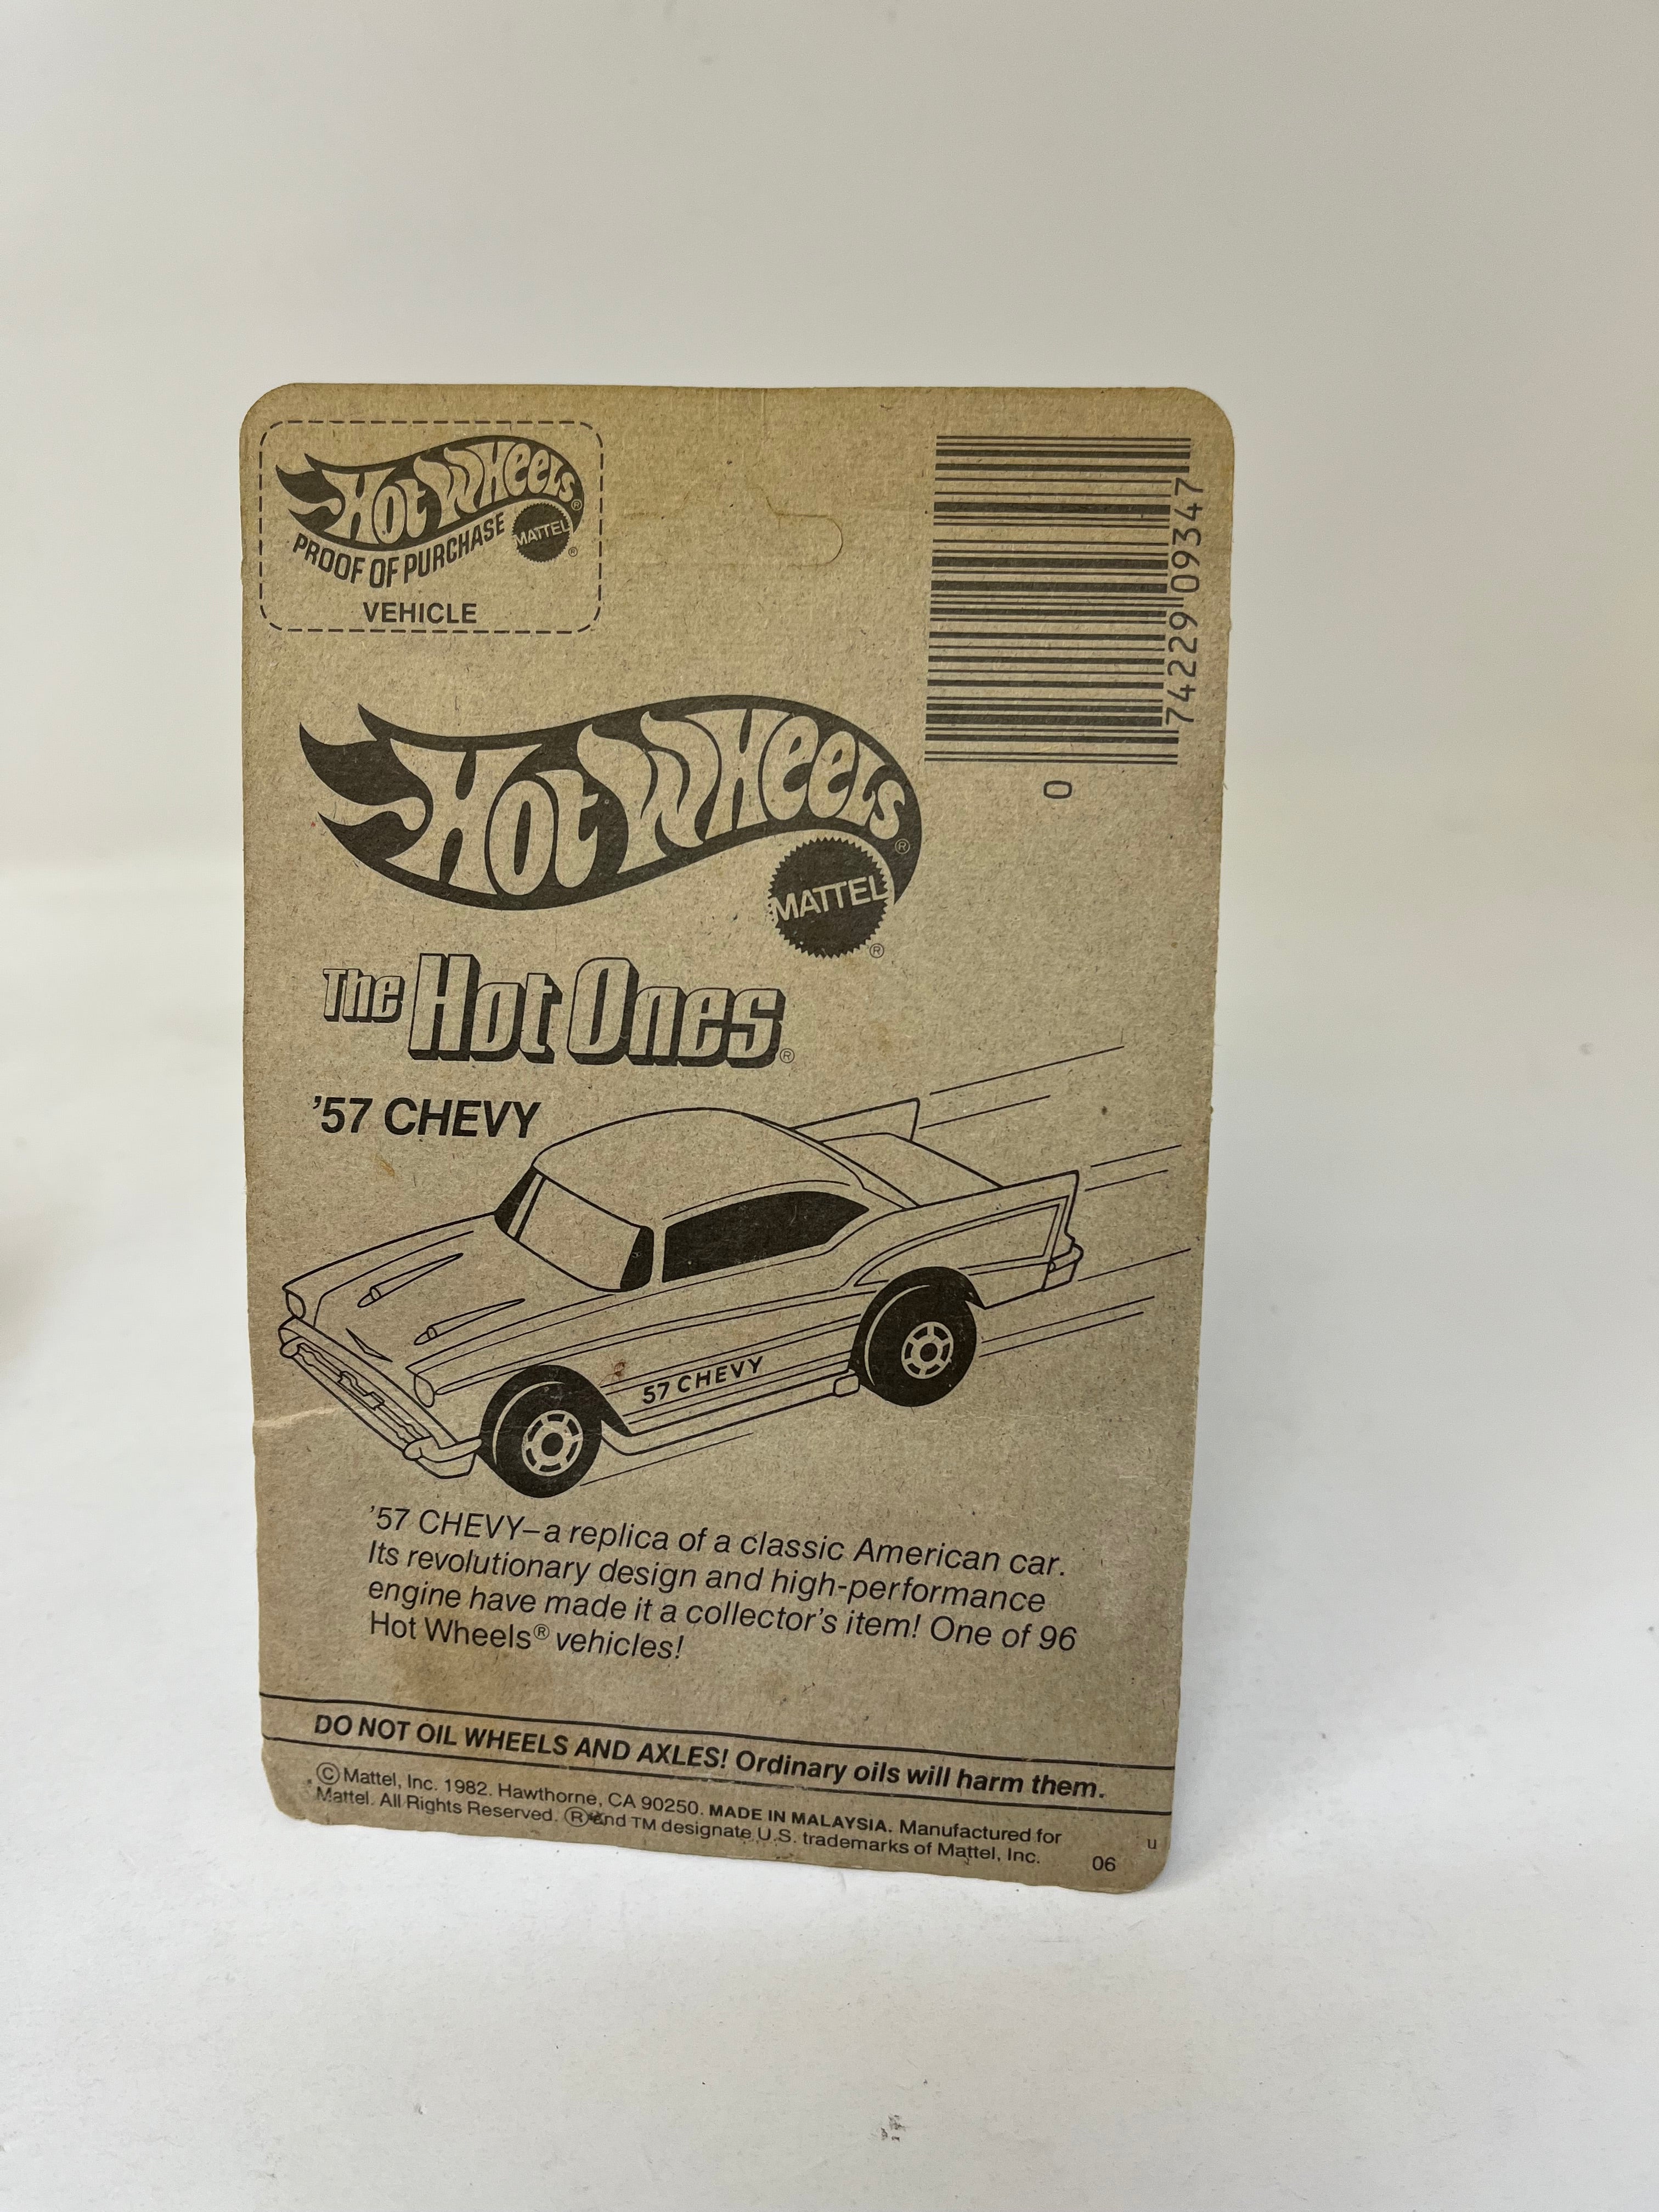 Hot Wheels®
PROOF OF PURCHASE
MATTEL®
VEHICLE
0 74229 09347
Hot Wheels®
MATTEL®
The Hot Ones®
'57 CHEVY
57 CHEVY
'57 CHEVY–a replica of a classic American car.
Its revolutionary design and high-performance
engine have made it a collector's item! One of 96
Hot Wheels® vehicles!
DO NOT OIL WHEELS AND AXLES! Ordinary oils will harm them.
©Mattel, Inc. 1982. Hawthorne, CA 90250. MADE IN MALAYSIA. Manufactured for
Mattel. All Rights Reserved. ® and TM designate U.S. trademarks of Mattel, Inc.
06
u